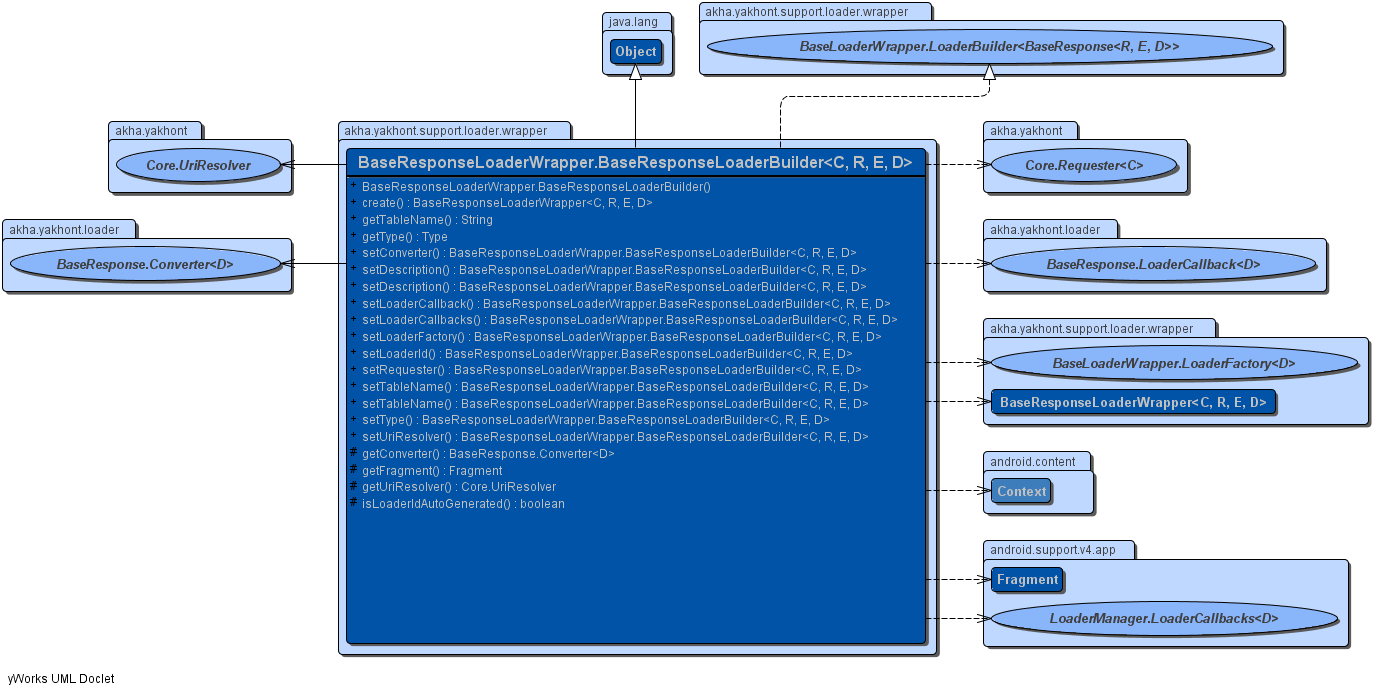 java.lang
Object
akha.yakhont.support.loader.wrapper
BaseLoaderWrapper.LoaderBuilder<BaseResponse<R, E, D>>
akha.yakhont
Core.UriResolver
akha.yakhont.loader
BaseResponse.Converter<D>
akha.yakhont.support.loader.wrapper
BaseResponseLoaderWrapper.BaseResponseLoaderBuilder<C, R, E, D>
+ BaseResponseLoaderWrapper.BaseResponseLoaderBuilder()
+ create() : BaseResponseLoaderWrapper<C, R, E, D>
+ getTableName() : String
+ getType() : Type
+ setConverter() : BaseResponseLoaderWrapper.BaseResponseLoaderBuilder<C, R, E, D>
+ setDescription() : BaseResponseLoaderWrapper.BaseResponseLoaderBuilder<C, R, E, D>
+ setDescription() : BaseResponseLoaderWrapper.BaseResponseLoaderBuilder<C, R, E, D>
+ setLoaderCallback() : BaseResponseLoaderWrapper.BaseResponseLoaderBuilder<C, R, E, D>
+ setLoaderCallbacks() : BaseResponseLoaderWrapper.BaseResponseLoaderBuilder<C, R, E, D>
+ setLoaderFactory() : BaseResponseLoaderWrapper.BaseResponseLoaderBuilder<C, R, E, D>
+ setLoaderId() : BaseResponseLoaderWrapper.BaseResponseLoaderBuilder<C, R, E, D>
+ setRequester() : BaseResponseLoaderWrapper.BaseResponseLoaderBuilder<C, R, E, D>
+ setTableName() : BaseResponseLoaderWrapper.BaseResponseLoaderBuilder<C, R, E, D>
+ setTableName() : BaseResponseLoaderWrapper.BaseResponseLoaderBuilder<C, R, E, D>
+ setType() : BaseResponseLoaderWrapper.BaseResponseLoaderBuilder<C, R, E, D>
+ setUriResolver() : BaseResponseLoaderWrapper.BaseResponseLoaderBuilder<C, R, E, D>
# getConverter() : BaseResponse.Converter<D>
# getFragment() : Fragment
# getUriResolver() : Core.UriResolver
# isLoaderIdAutoGenerated() : boolean
akha.yakhont
Core.Requester<C>
akha.yakhont.loader
BaseResponse.LoaderCallback<D>
akha.yakhont.support.loader.wrapper
BaseLoaderWrapper.LoaderFactory<D>
BaseResponseLoaderWrapper<C, R, E, D>
android.content
Context
android.support.v4.app
Fragment
LoaderManager.LoaderCallbacks<D>
yWorks UML Doclet